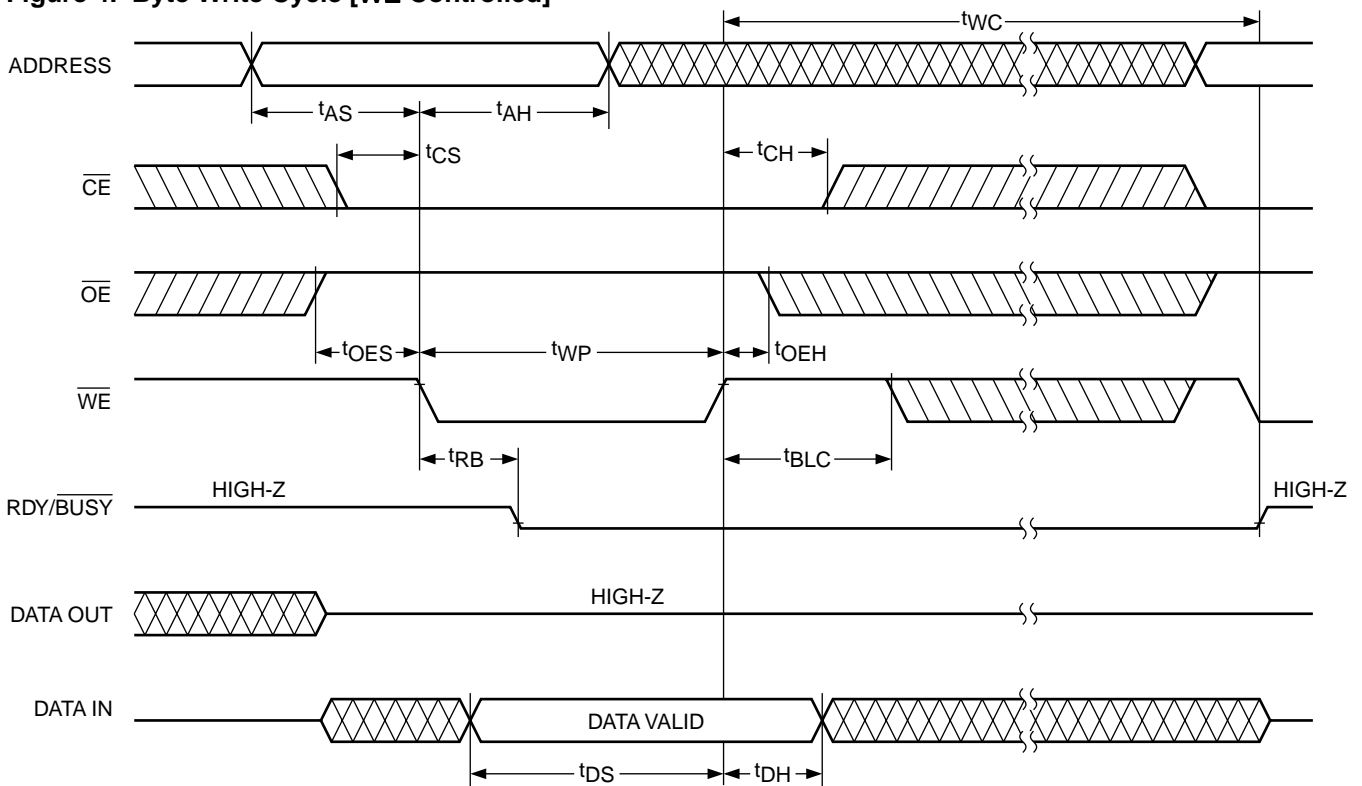 Figure 4. Byte Write Cycle [WE Controlled]
tWC
ADDRESS
tAS
tAH
tCS
tCH
CE
OE
tOES
tWP
tOEH
WE
tRB
tBLC
HIGH-Z
HIGH-Z
RDY/BUSY
HIGH-Z
DATA OUT
DATA IN
DATA VALID
tDS
tDH